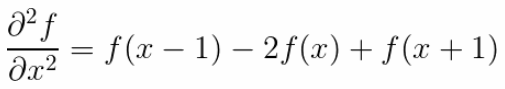 ∂²f/∂x² = f(x − 1) − 2f(x) + f(x + 1)